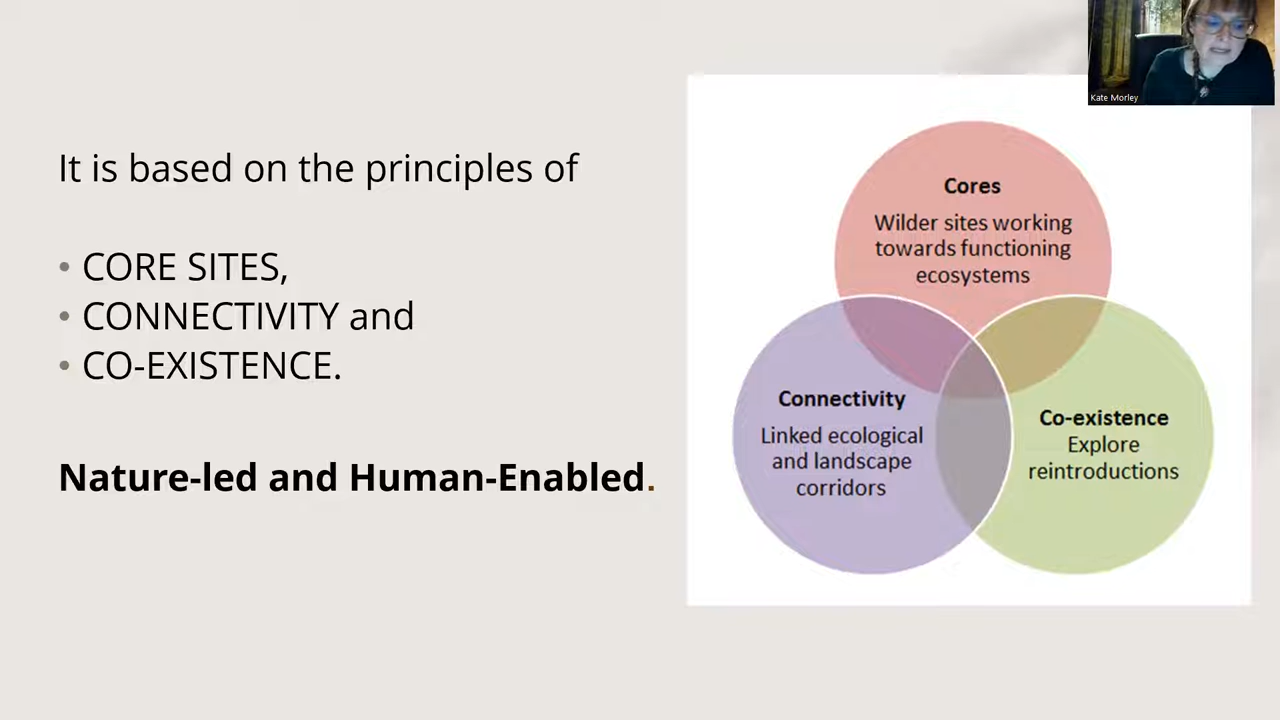 It is based on the principles of
• CORE SITES,
• CONNECTIVITY and
• CO-EXISTENCE.
Nature-led and Human-Enabled.
Cores
Wilder sites working
towards functioning
ecosystems
Connectivity
Linked ecological
and landscape
corridors
Co-existence
Explore
reintroductions
Kate Morley